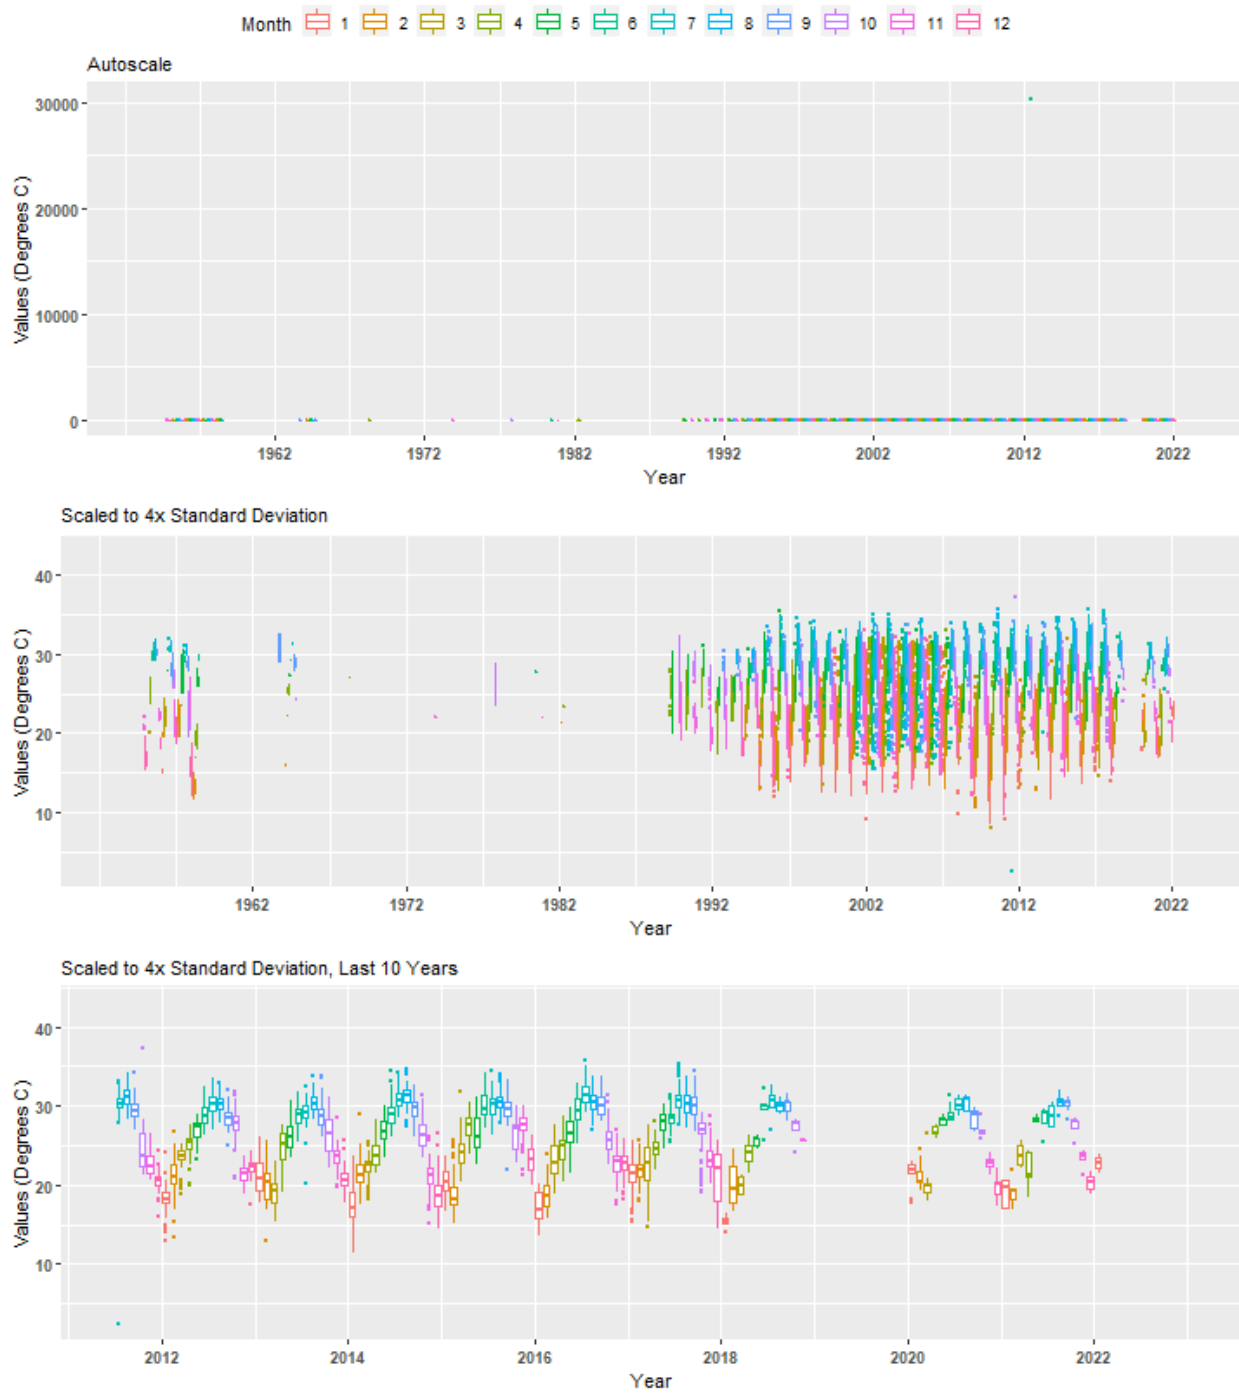 Month 1 2 3 4 5 6 7 8 9 10 11 12
Autoscale
30000
20000
10000
0
Values (Degrees C)
1962 1972 1982 1992 2002 2012 2022
Year
Scaled to 4x Standard Deviation
40
30
20
10
Values (Degrees C)
1962 1972 1982 1992 2002 2012 2022
Year
Scaled to 4x Standard Deviation, Last 10 Years
40
30
20
10
Values (Degrees C)
2012 2014 2016 2018 2020 2022
Year